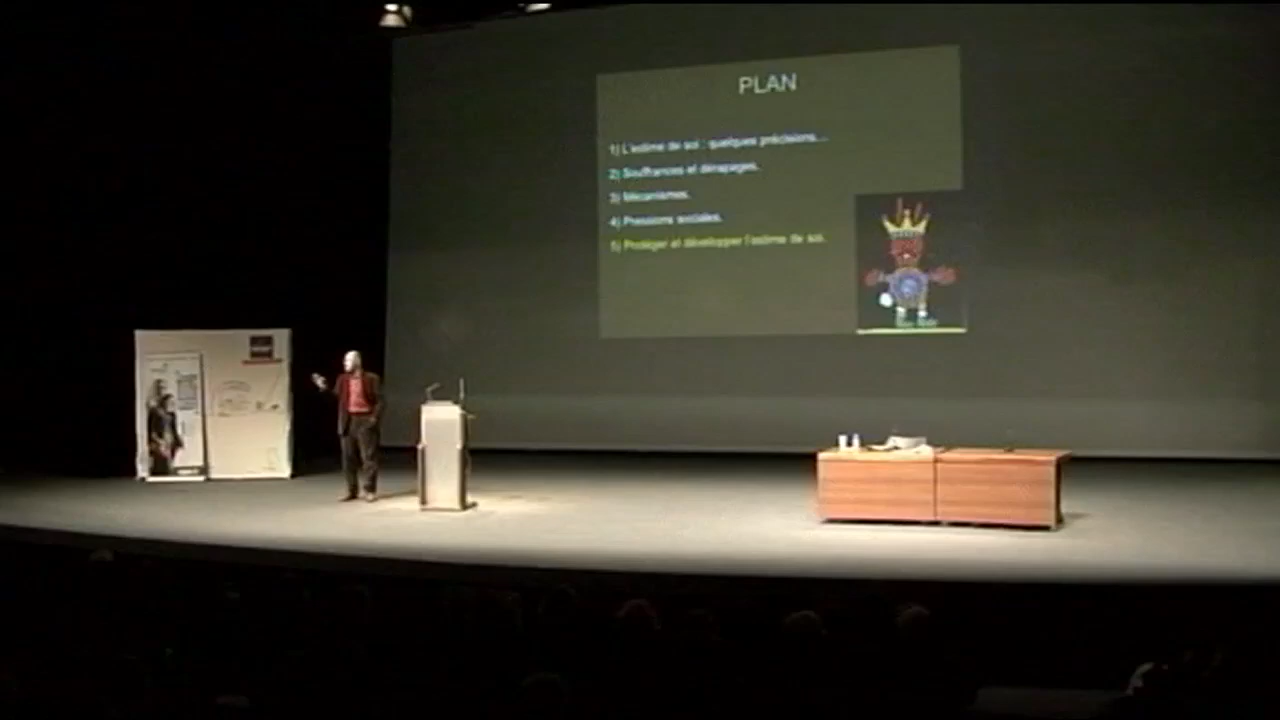 PLAN
1) L'estime de soi : quelques précisions...
2) Souffrances et dérapages.
3) Mécanismes.
4) Pressions sociales.
5) Protéger et développer l'estime de soi.